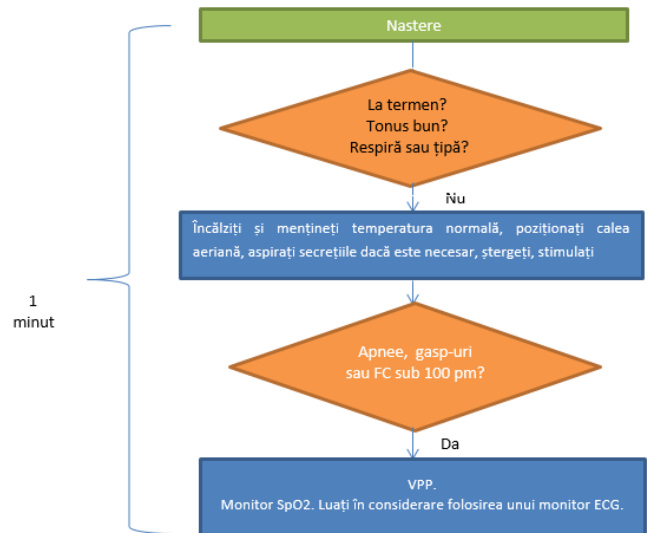 Nastere
La termen?
Tonus bun?
Respiră sau țipă?
Nu
Încălziți și mențineți temperatura normală, poziționați calea
aeriană, aspirați secrețiile dacă este necesar, ștergeți, stimulați
1
minut
Apnee, gasp-uri
sau FC sub 100 pm?
Da
VPP.
Monitor SpO2. Luați în considerare folosirea unui monitor ECG.